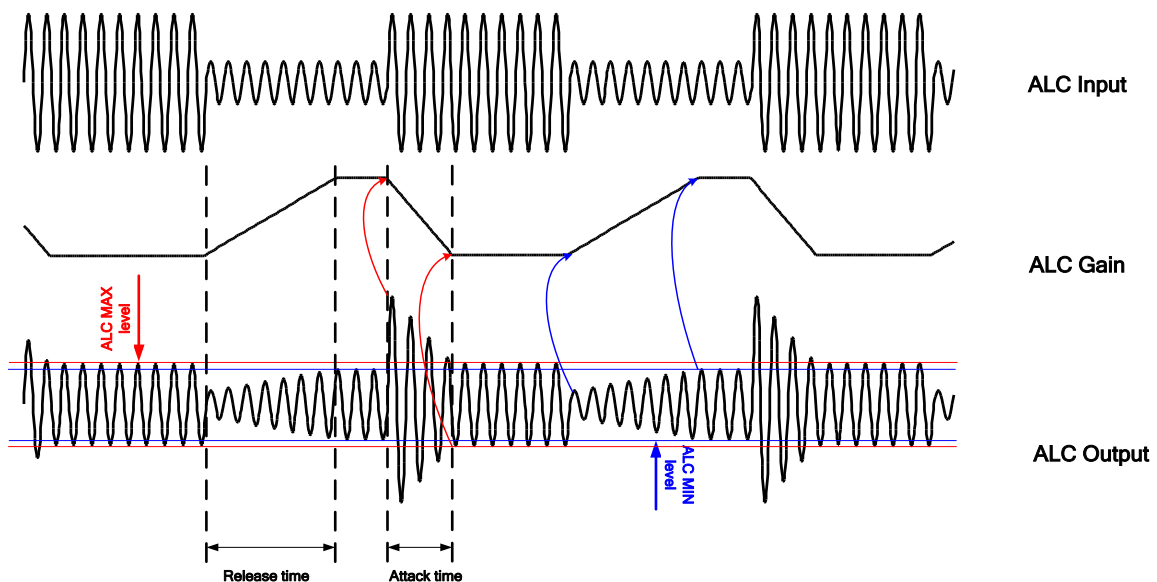 ALC Input
ALC Gain
ALC MAX
level
ALC MIN
level
ALC Output
Release time
Attack time